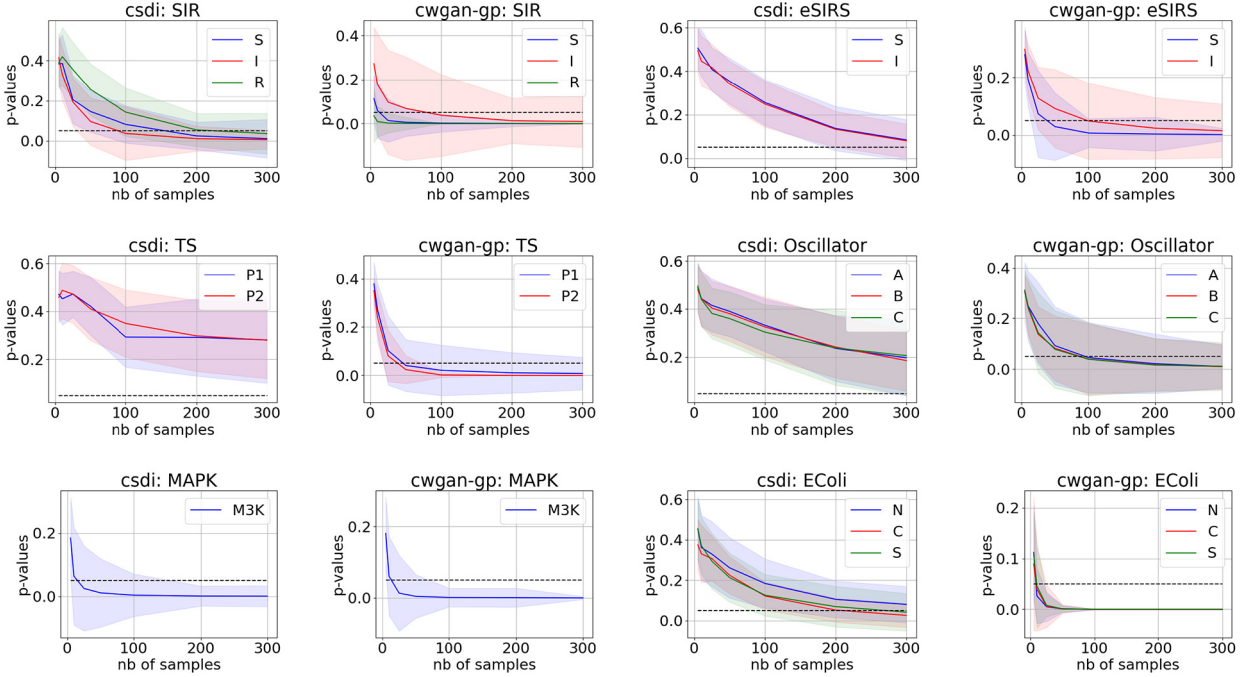 csdi: SIR
p-values
0.4
0.2
0.0
S
I
R
0 100 200 300
nb of samples
cwgan-gp: SIR
p-values
0.4
0.2
0.0
S
I
R
0 100 200 300
nb of samples
csdi: eSIRS
p-values
0.6
0.4
0.2
0.0
S
I
0 100 200 300
nb of samples
cwgan-gp: eSIRS
p-values
0.2
0.0
S
I
0 100 200 300
nb of samples
csdi: TS
p-values
0.6
0.4
0.2
P1
P2
0 100 200 300
nb of samples
cwgan-gp: TS
p-values
0.4
0.2
0.0
P1
P2
0 100 200 300
nb of samples
csdi: Oscillator
p-values
0.6
0.4
0.2
A
B
C
0 100 200 300
nb of samples
cwgan-gp: Oscillator
p-values
0.4
0.2
0.0
A
B
C
0 100 200 300
nb of samples
csdi: MAPK
p-values
0.2
0.0
M3K
0 100 200 300
nb of samples
cwgan-gp: MAPK
p-values
0.2
0.0
M3K
0 100 200 300
nb of samples
csdi: EColi
p-values
0.6
0.4
0.2
0.0
N
C
S
0 100 200 300
nb of samples
cwgan-gp: EColi
p-values
0.2
0.1
0.0
N
C
S
0 100 200 300
nb of samples